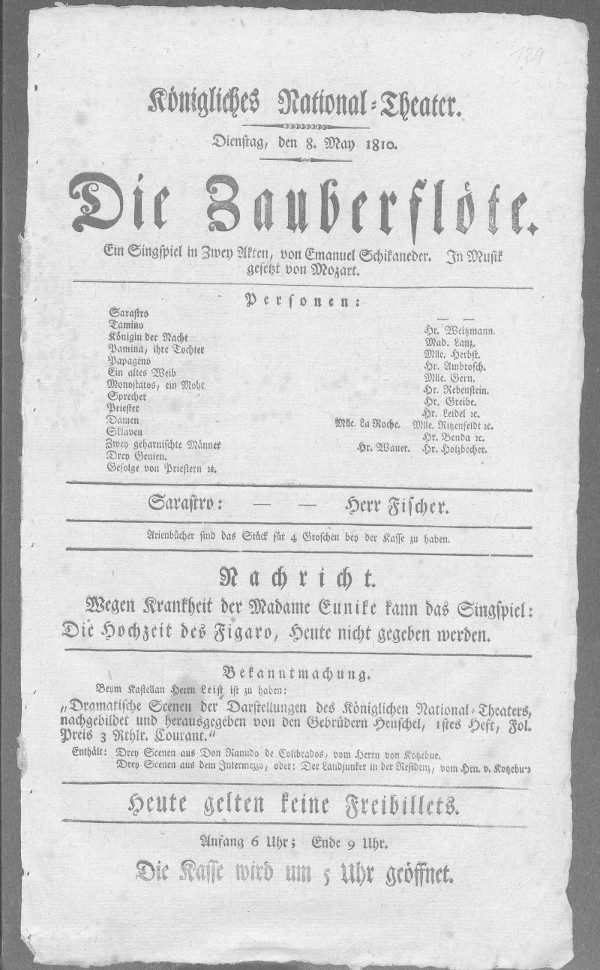 139
Königliches National-Theater.
Dienstag, den 8. May 1810.
Die Zauberflöte.
Ein Singspiel in Zwey Akten, von Emanuel Schikaneder. In Musik
gesetzt von Mozart.
Personen:
Sarastro — —
Tamino Hr. Weitzmann.
Königin der Nacht Mad. Lanz.
Pamina, ihre Tochter Mlle. Herbst.
Papageno Hr. Ambrosch.
Ein altes Weib Mlle. Gern.
Monostatos, ein Mohr Hr. Rebenstein.
Sprecher Hr. Greibe.
Priester Hr. Leidel ꝛc.
Damen Mlle. La Roche. Mlle. Ritzenfeldt ꝛc.
Sklaven Hr. Benda ꝛc.
Zwey geharnischte Männer Hr. Wauer. Hr. Holzbecher.
Drey Genien.
Gefolge von Priestern ꝛc.
Sarastro: — — Herr Fischer.
Arienbücher sind das Stück für 4 Groschen bey der Kasse zu haben.
Nachricht.
Wegen Krankheit der Madame Eunike kann das Singspiel:
Die Hochzeit des Figaro, Heute nicht gegeben werden.
Bekanntmachung.
Beym Kastellan Herrn Leist ist zu haben:
„Dramatische Scenen der Darstellungen des Königlichen National-Theaters,
nachgebildet und herausgegeben von den Gebrüdern Henschel, 1stes Heft, Fol.
Preis 3 Rthlr. Courant.“
Enthält: Drey Scenen aus Don Ranudo de Colibrados, vom Herrn von Kotzebue.
Drey Scenen aus dem Intermezzo, oder: Der Landjunker in der Residenz, vom Hrn. v. Kotzebue
Heute gelten keine Freibillets.
Anfang 6 Uhr; Ende 9 Uhr.
Die Kasse wird um 5 Uhr geöffnet.